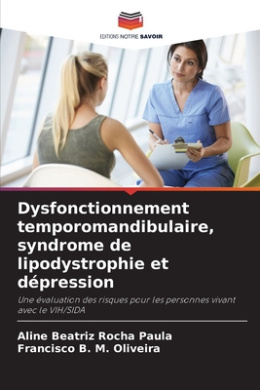 EDITIONS NOTRE SAVOIR
Dysfonctionnement
temporomandibulaire,
syndrome de
lipodystrophie et
dépression
Une évaluation des risques pour les personnes vivant
avec le VIH/SIDA
Aline Beatriz Rocha Paula
Francisco B. M. Oliveira